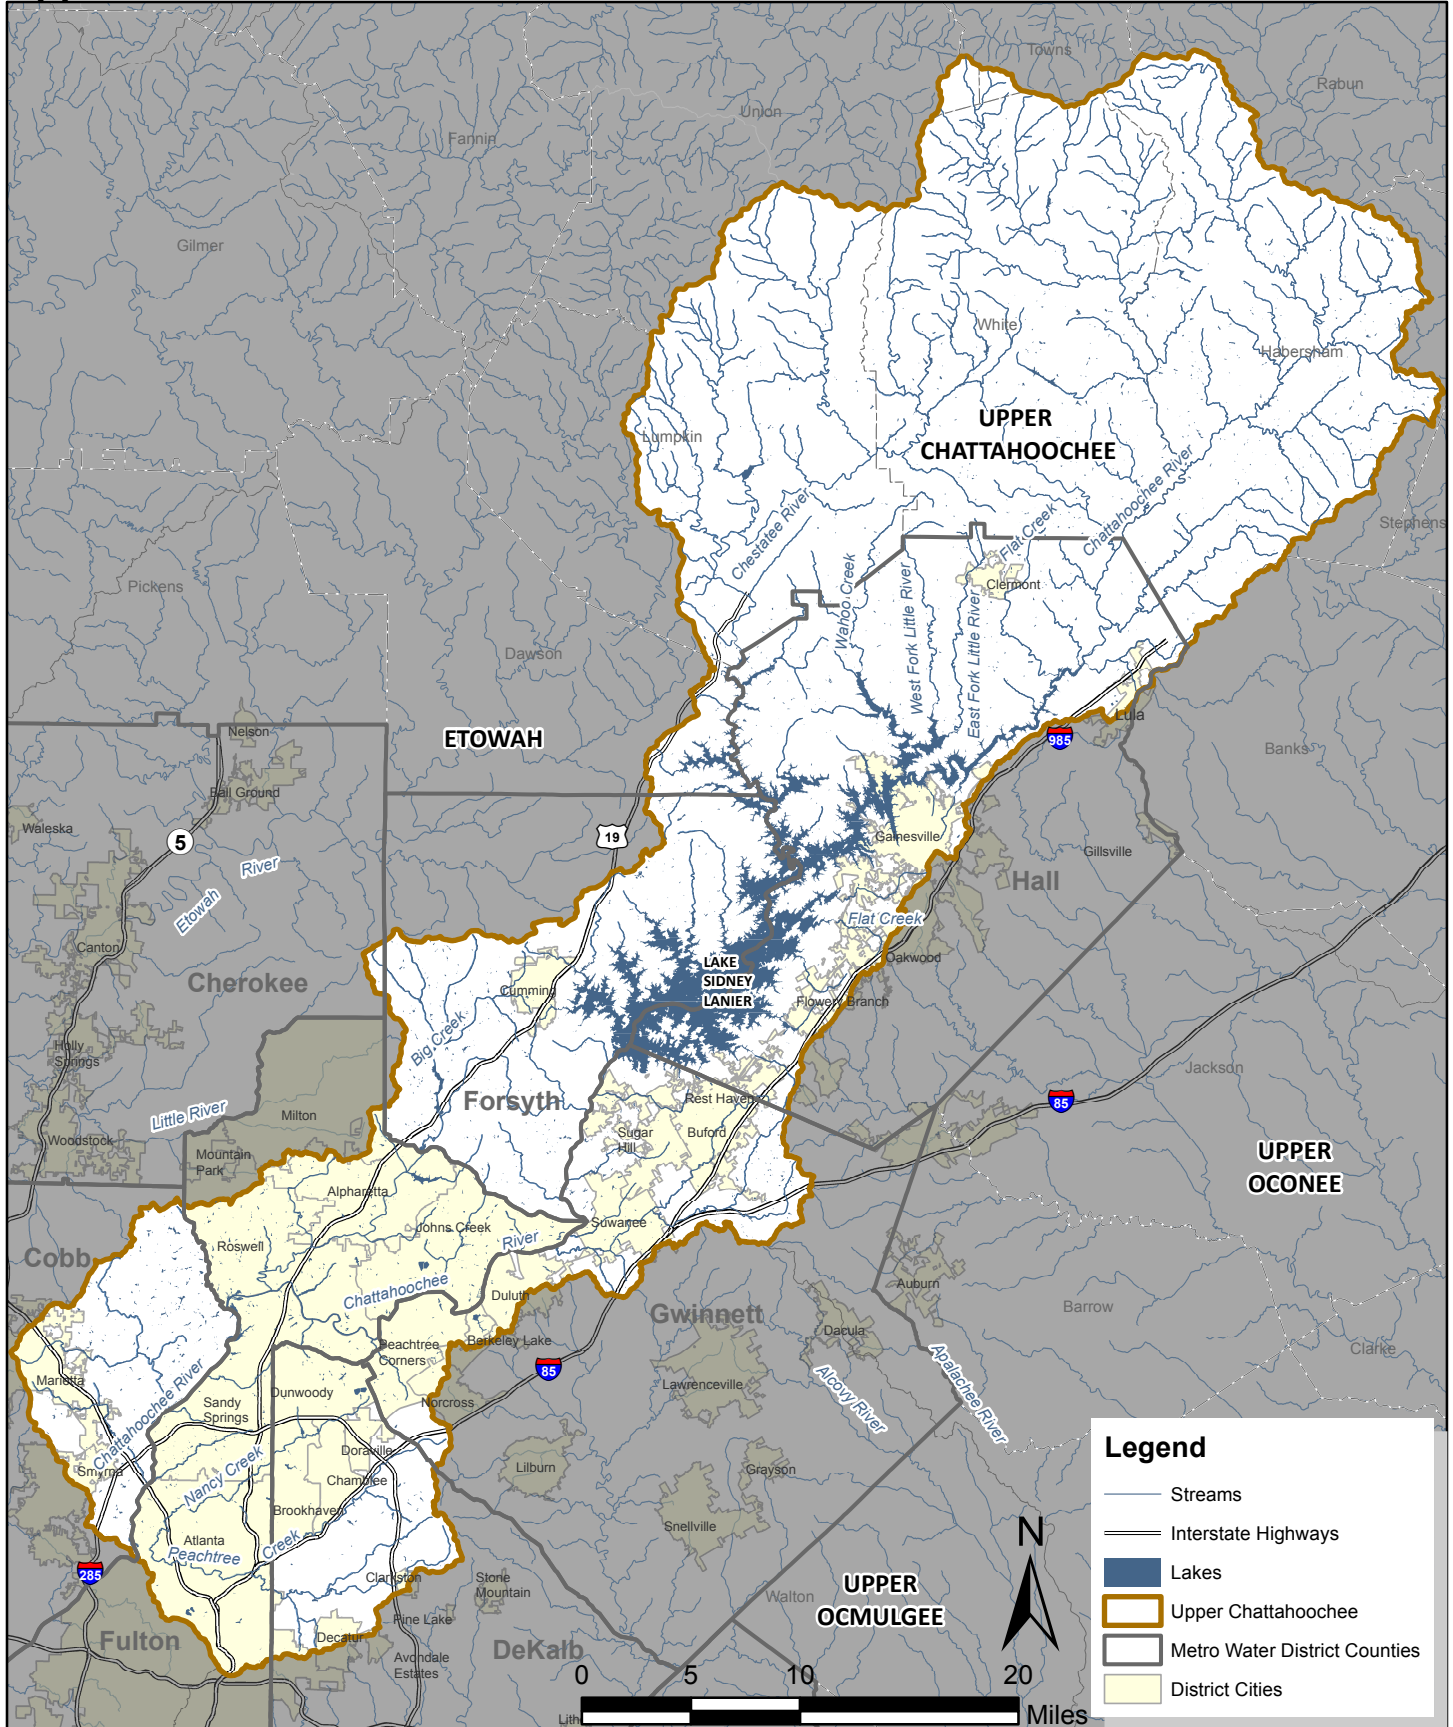 Towns
Rabun
Union
Fannin
Gilmer
White
Habersham
UPPER
CHATTAHOOCHEE
Lumpkin
Chestatee River
Flat Creek
Chattahoochee River
Stephens
Pickens
Wahoo Creek
West Fork Little River
East Fork Little River
Clermont
Dawson
Lula
Nelson
ETOWAH
985
Banks
Ball Ground
Waleska
5
19
Gainesville
Gillsville
Etowah
River
Hall
Flat Creek
Canton
Oakwood
Cherokee
LAKE
SIDNEY
LANIER
Cumming
Flowery Branch
Big Creek
Holly
Springs
Jackson
Forsyth
Rest Haven
85
Little River
Milton
Sugar
Hill
Buford
Woodstock
Mountain
Park
UPPER
OCONEE
Alpharetta
Johns Creek
Suwanee
River
Roswell
Cobb
Chattahoochee
Duluth
Auburn
Gwinnett
Barrow
Dacula
Berkeley Lake
Peachtree
Corners
Clarke
85
Apalachee River
Marietta
Chattahoochee River
Dunwoody
Lawrenceville
Alcovy River
Sandy
Springs
Norcross
Doraville
Smyrna
Nancy Creek
Chamblee
Lilburn
Grayson
Brookhaven
Snellville
Atlanta
Peachtree
Creek
285
Clarkston
Stone
Mountain
UPPER
OCMULGEE
Walton
Pine Lake
Fulton
Decatur
Avondale
Estates
DeKalb
Lith
0
5
10
20
Miles
N
Legend
Streams
Interstate Highways
Lakes
Upper Chattahoochee
Metro Water District Counties
District Cities